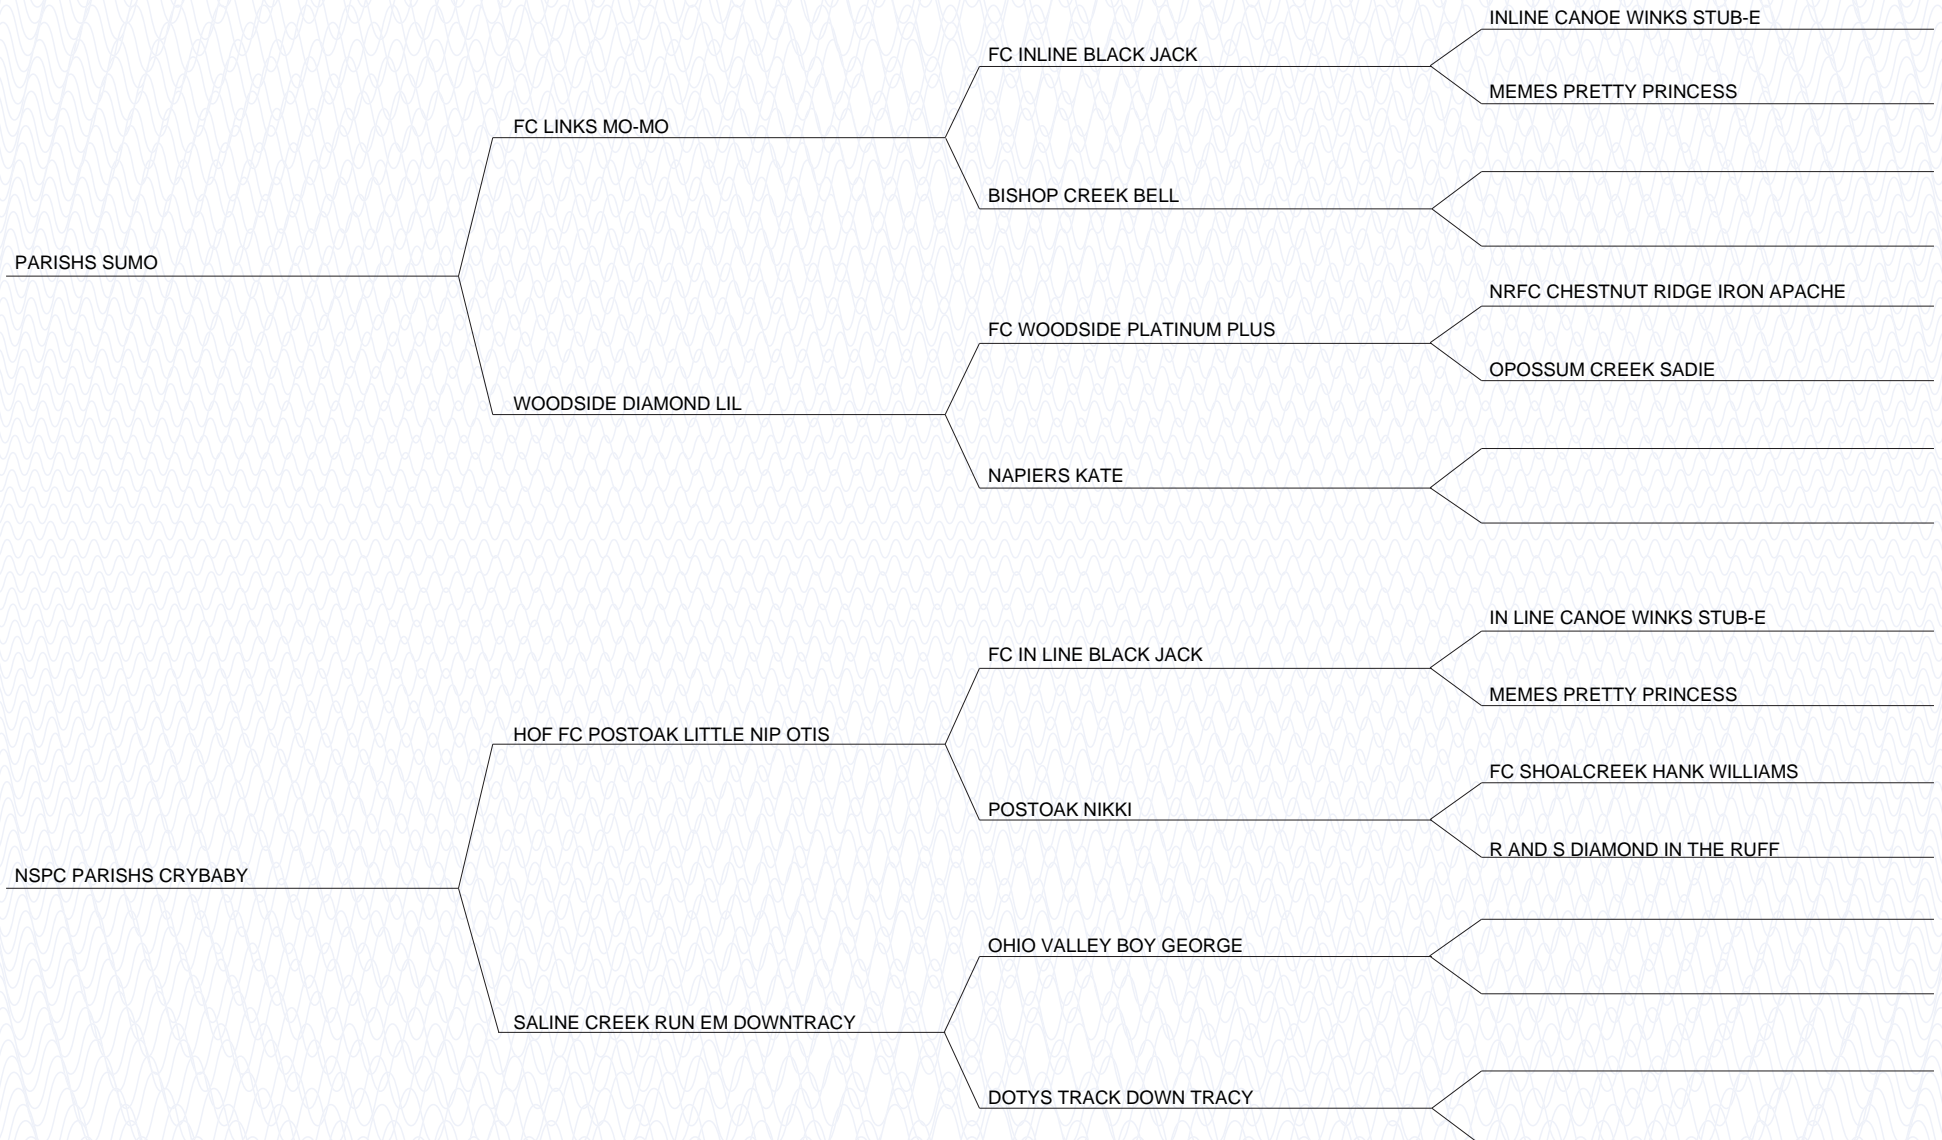 INLINE CANOE WINKS STUB-E
FC INLINE BLACK JACK
MEMES PRETTY PRINCESS
FC LINKS MO-MO
BISHOP CREEK BELL
PARISHS SUMO
NRFC CHESTNUT RIDGE IRON APACHE
FC WOODSIDE PLATINUM PLUS
OPOSSUM CREEK SADIE
WOODSIDE DIAMOND LIL
NAPIERS KATE
IN LINE CANOE WINKS STUB-E
FC IN LINE BLACK JACK
MEMES PRETTY PRINCESS
HOF FC POSTOAK LITTLE NIP OTIS
FC SHOALCREEK HANK WILLIAMS
POSTOAK NIKKI
R AND S DIAMOND IN THE RUFF
NSPC PARISHS CRYBABY
OHIO VALLEY BOY GEORGE
SALINE CREEK RUN EM DOWNTRACY
DOTYS TRACK DOWN TRACY